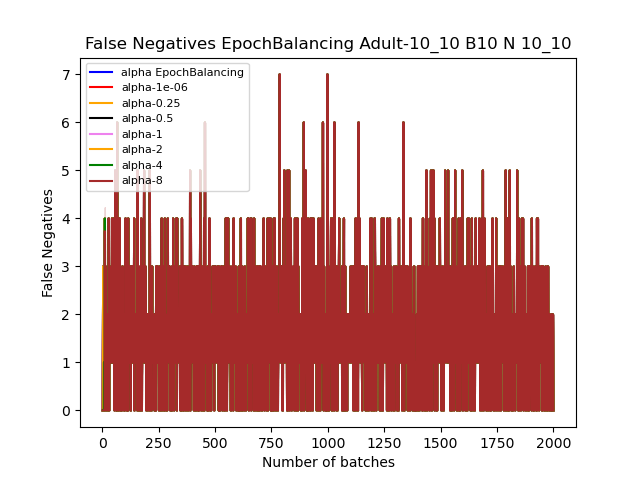 False Negatives EpochBalancing Adult-10_10 B10 N 10_10
alpha EpochBalancing
alpha-1e-06
alpha-0.25
alpha-0.5
alpha-1
alpha-2
alpha-4
alpha-8
False Negatives
7
6
5
4
3
2
1
0
0 250 500 750 1000 1250 1500 1750 2000
Number of batches